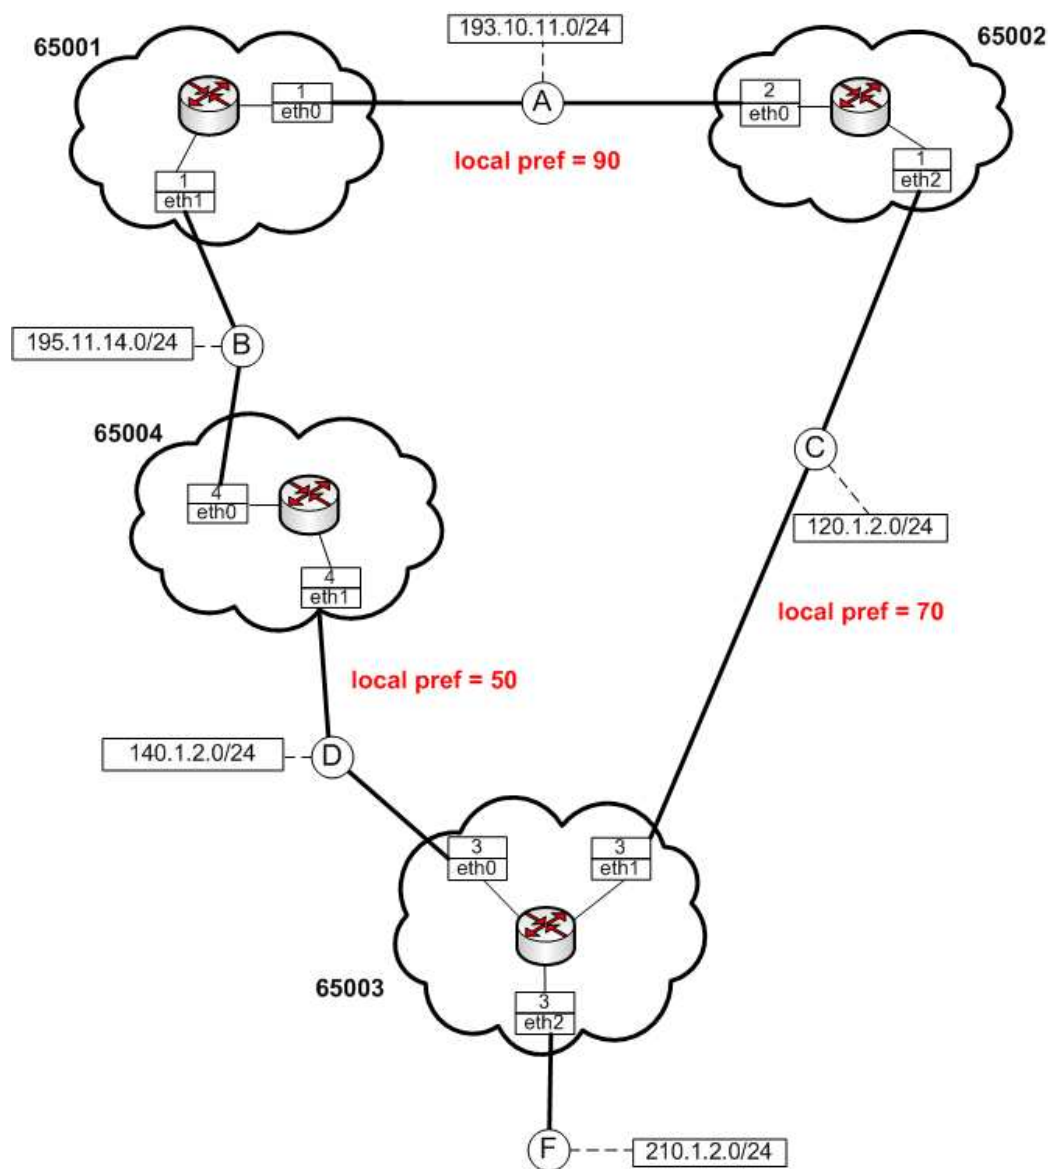 193.10.11.0/24
65001
65002
1
eth0
A
2
eth0
local pref = 90
1
eth1
1
eth2
195.11.14.0/24
B
65004
C
4
eth0
120.1.2.0/24
4
eth1
local pref = 70
local pref = 50
140.1.2.0/24
D
3
eth0
3
eth1
65003
3
eth2
F
210.1.2.0/24